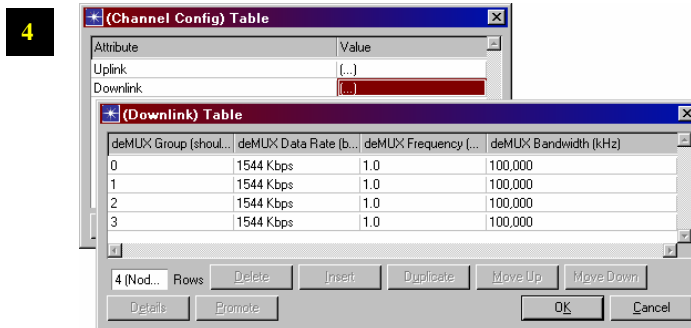 4
(Channel Config) Table
Attribute Value
Uplink (...)
Downlink (...)
(Downlink) Table
deMUX Group (shoul... deMUX Data Rate (b... deMUX Frequency (... deMUX Bandwidth (kHz)
0 1544 Kbps 1.0 100,000
1 1544 Kbps 1.0 100,000
2 1544 Kbps 1.0 100,000
3 1544 Kbps 1.0 100,000
4 (Nod... Rows Delete Insert Duplicate Move Up Move Down
Details Promote OK Cancel